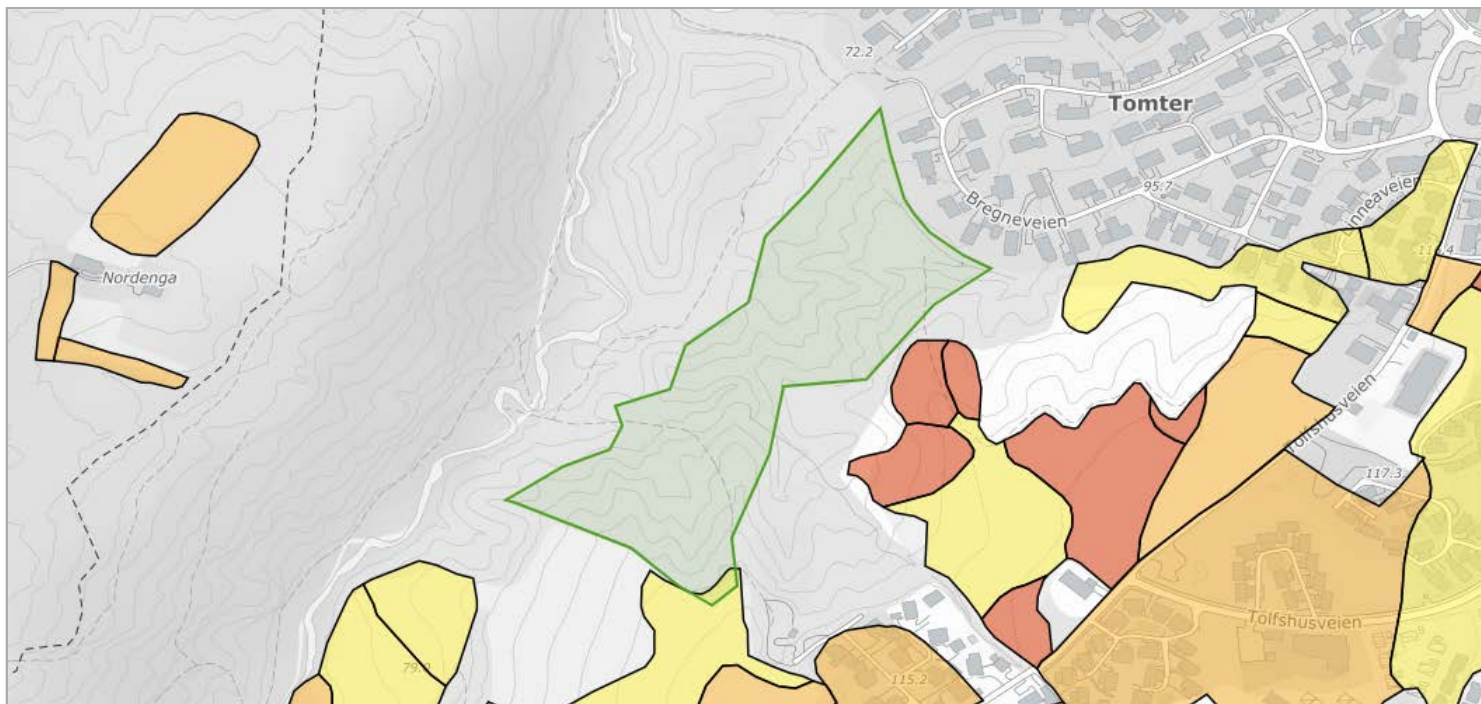 72.2
Tomter
95.7
Bregneveien
Nordenga
Tolfshusveien
117.3
Tolfshusveien
79.0
115.2